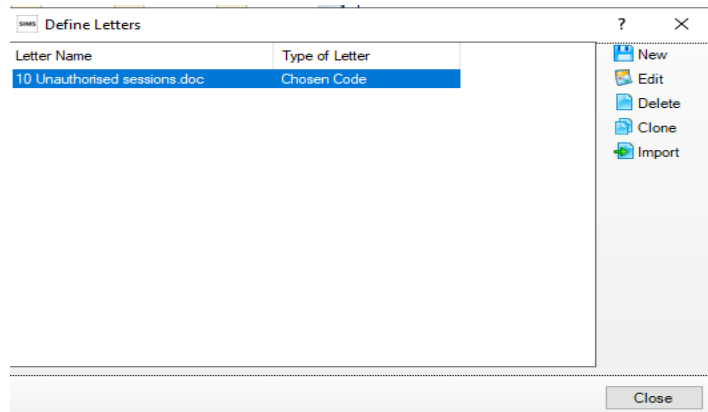 SIMS Define Letters ?
Letter Name Type of Letter
10 Unauthorised sessions.doc Chosen Code
New
Edit
Delete
Clone
Import
Close